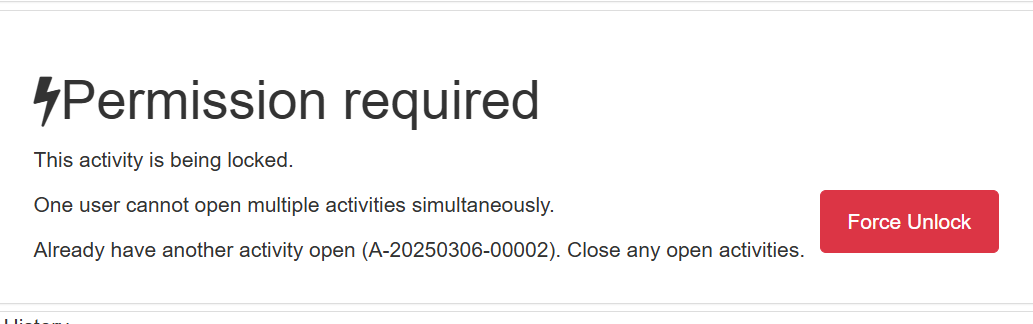 Permission required
This activity is being locked.
One user cannot open multiple activities simultaneously.
Already have another activity open (A-20250306-00002). Close any open activities.
Force Unlock
History